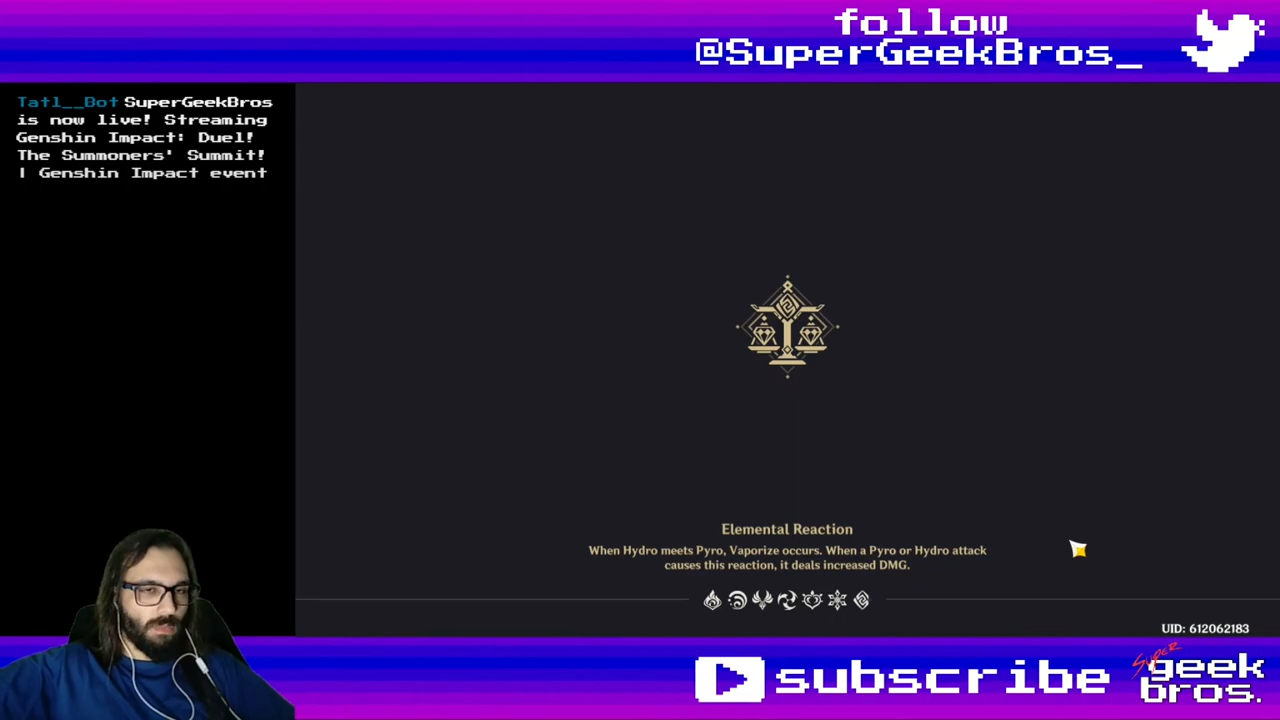 follow
@SuperGeekBros_
Tatl__Bot SuperGeekBros
is now live! Streaming
Genshin Impact: Duel!
The Summoners' Summit!
| Genshin Impact event
Elemental Reaction
When Hydro meets Pyro, Vaporize occurs. When a Pyro or Hydro attack
causes this reaction, it deals increased DMG.
UID: 612062183
subscribe
SUPER
geek
bros.